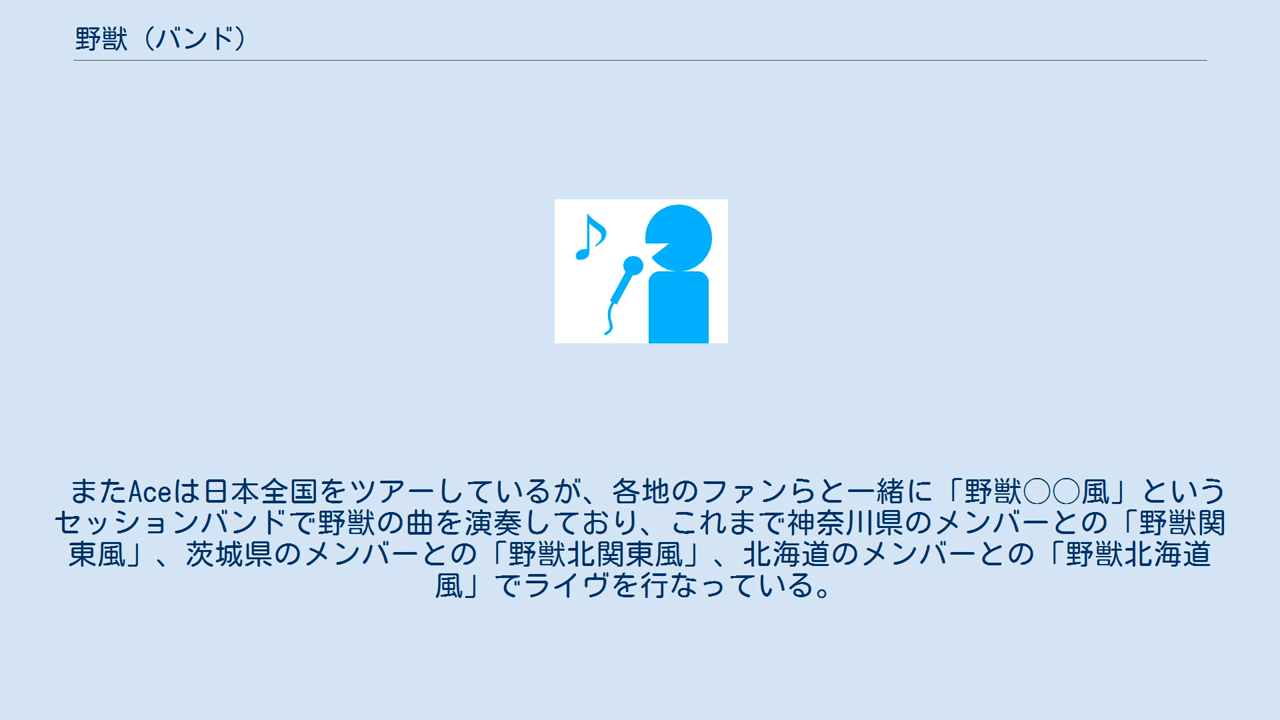 野獣（バンド）
またAceは日本全国をツアーしているが、各地のファンらと一緒に「野獣○○風」という
セッションバンドで野獣の曲を演奏しており、これまで神奈川県のメンバーとの「野獣関
東風」、茨城県のメンバーとの「野獣北関東風」、北海道のメンバーとの「野獣北海道
風」でライヴを行なっている。